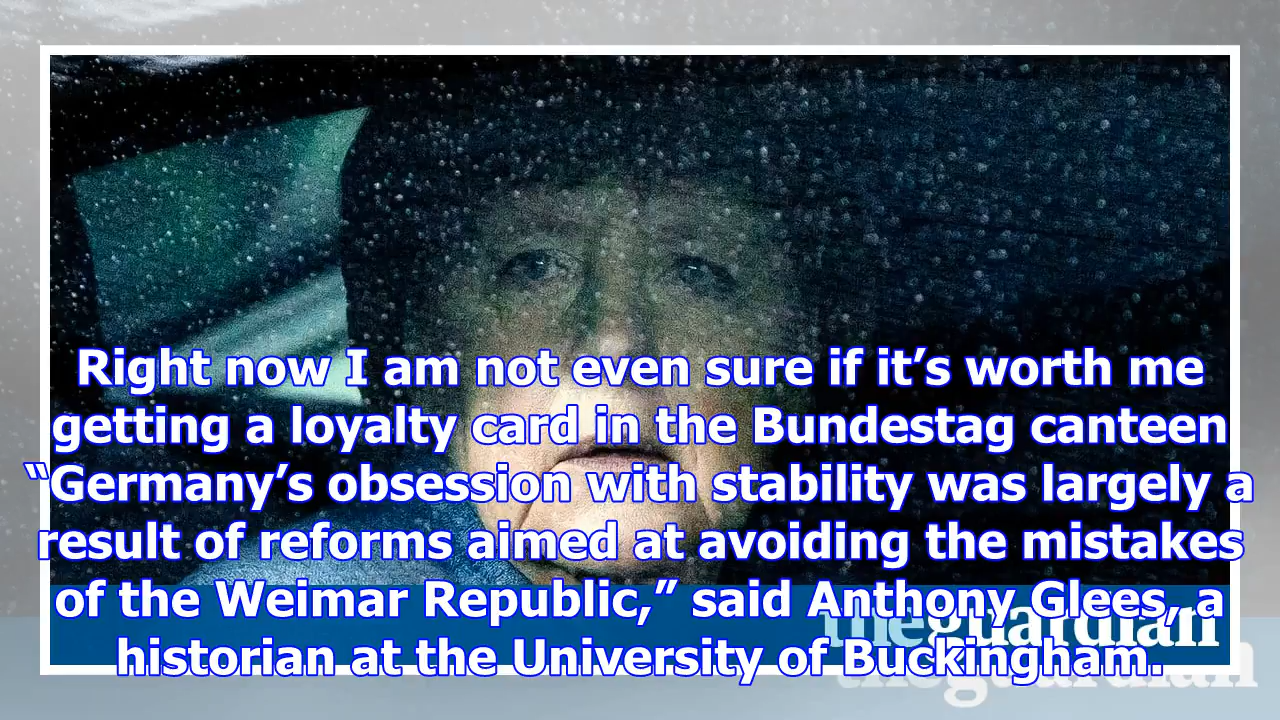 Right now I am not even sure if it’s worth me
getting a loyalty card in the Bundestag canteen
“Germany’s obsession with stability was largely a
result of reforms aimed at avoiding the mistakes
of the Weimar Republic,” said Anthony Glees, a
historian at the University of Buckingham.
theguardian
theguardian